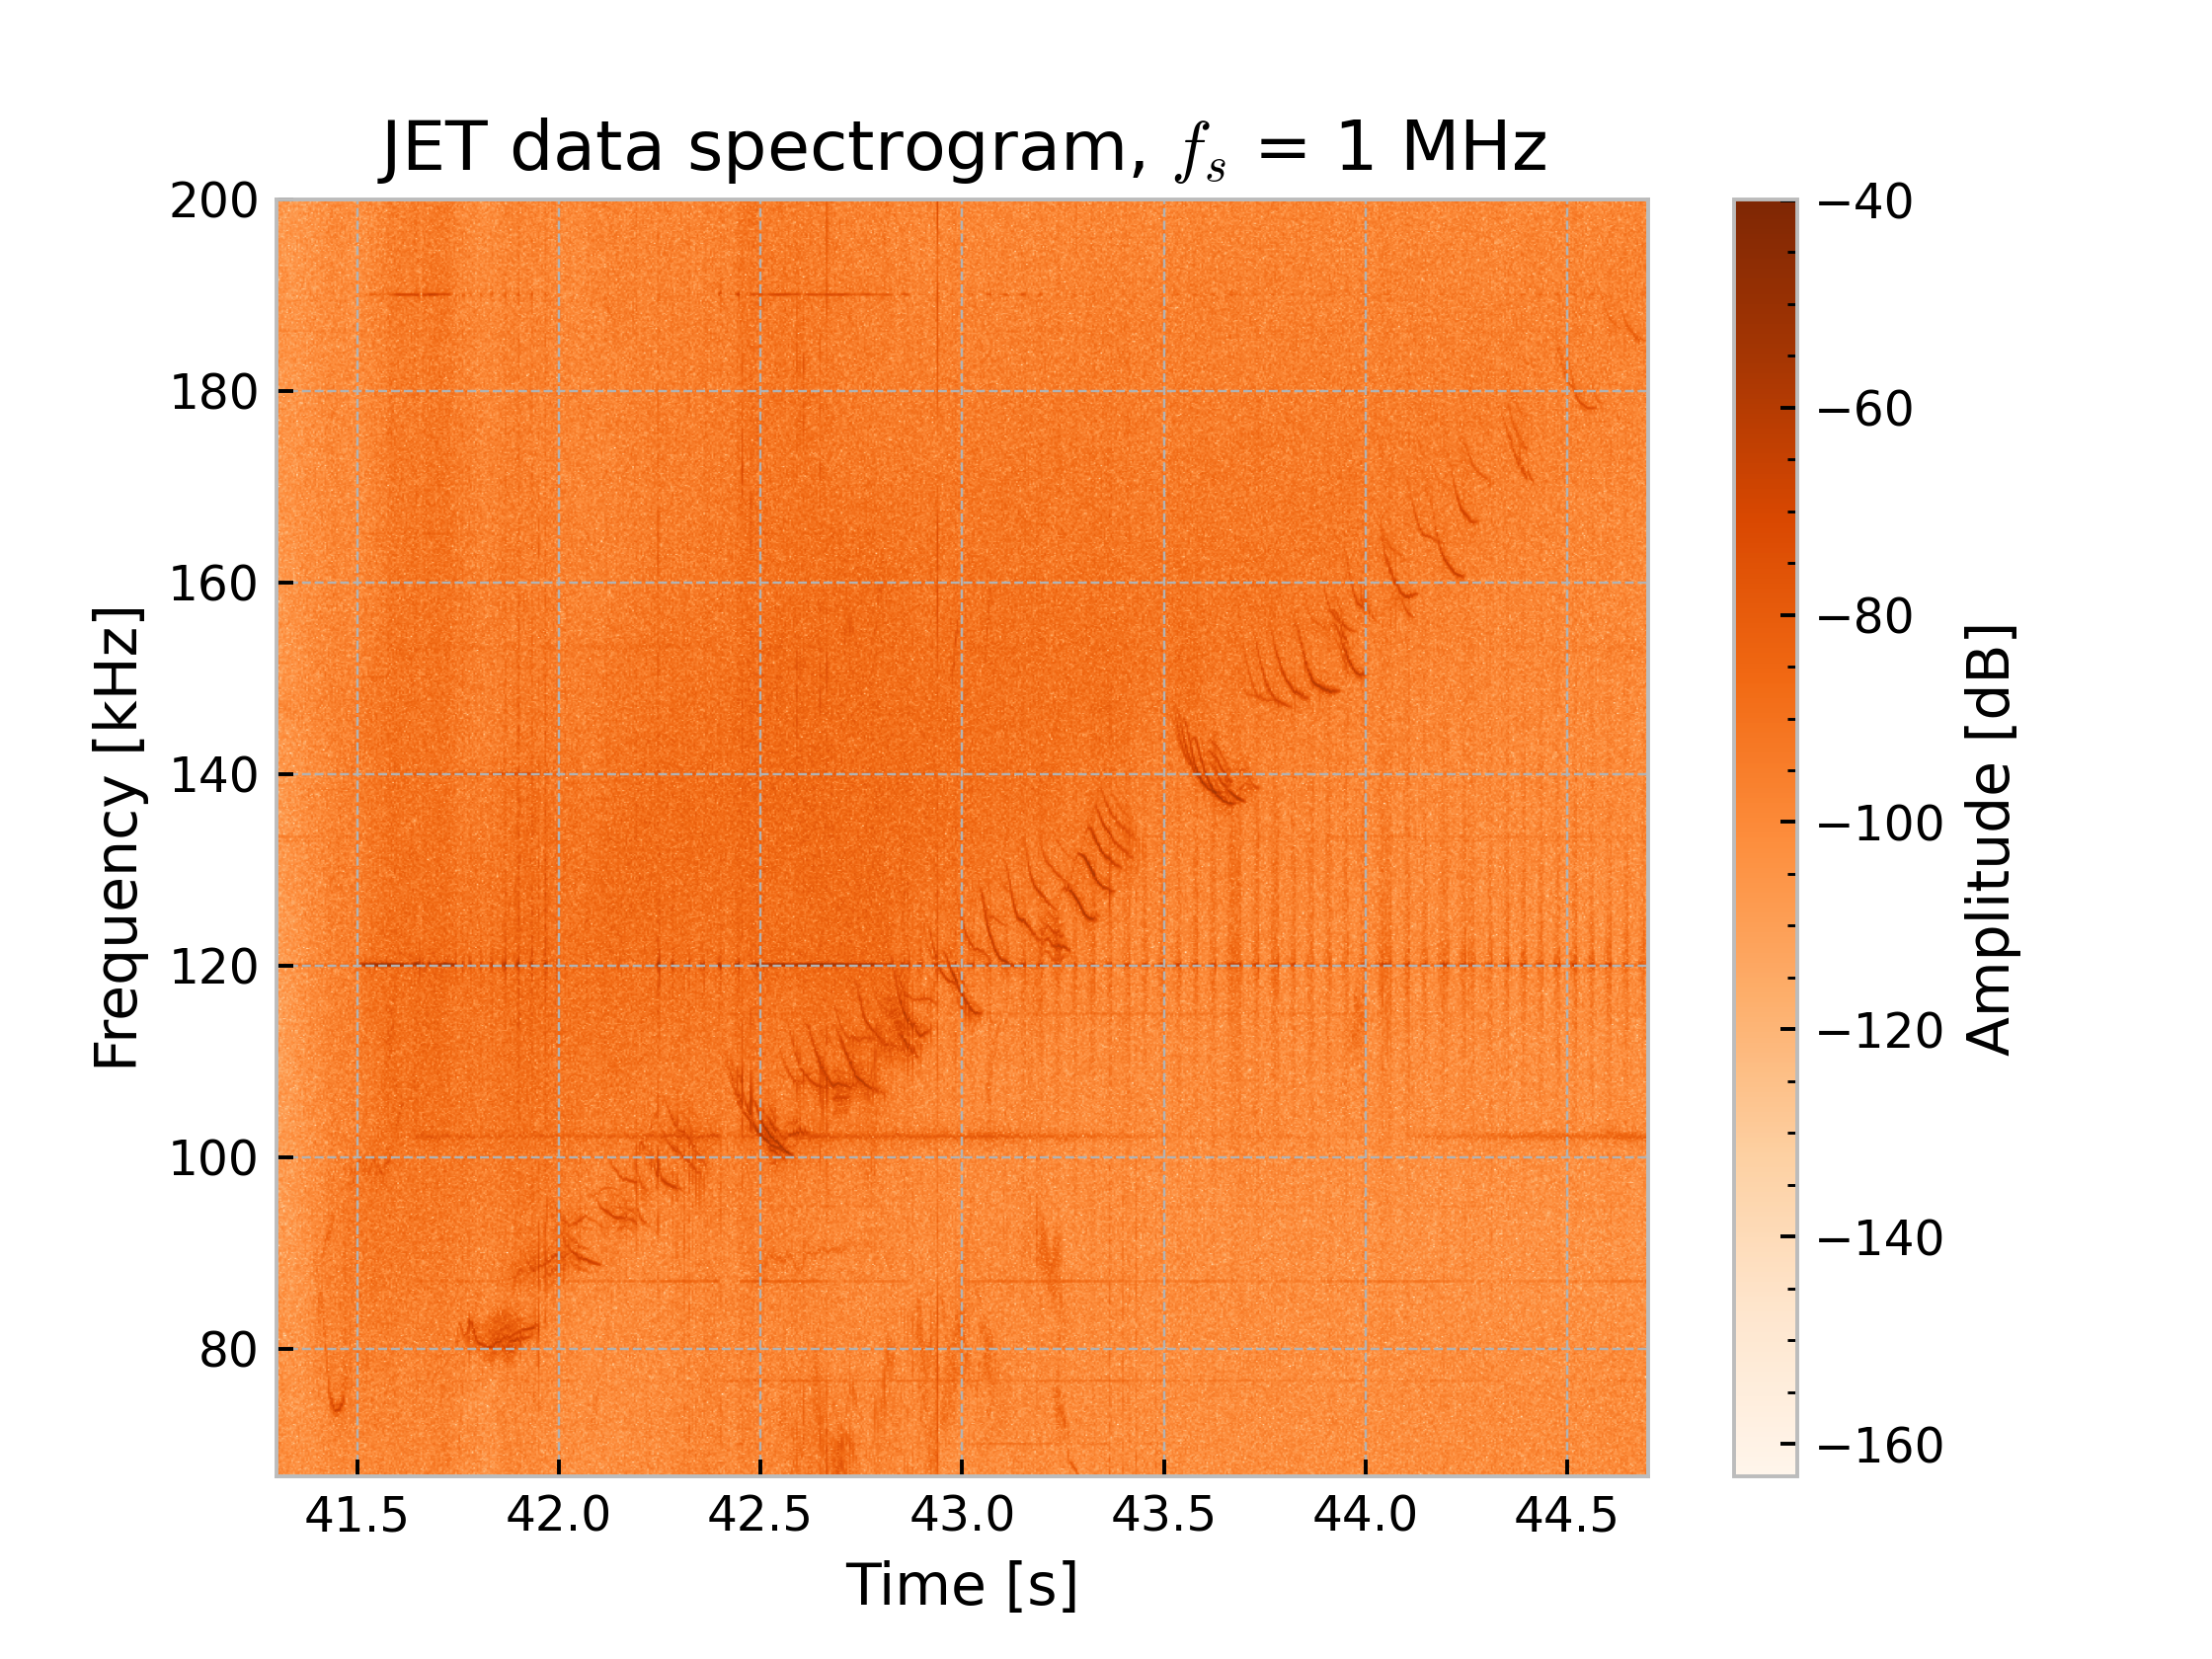 JET data spectrogram, fₛ = 1 MHz
Frequency [kHz]
200
180
160
140
120
100
80
41.5 42.0 42.5 43.0 43.5 44.0 44.5
Time [s]
−40
−60
−80
−100
−120
−140
−160
Amplitude [dB]